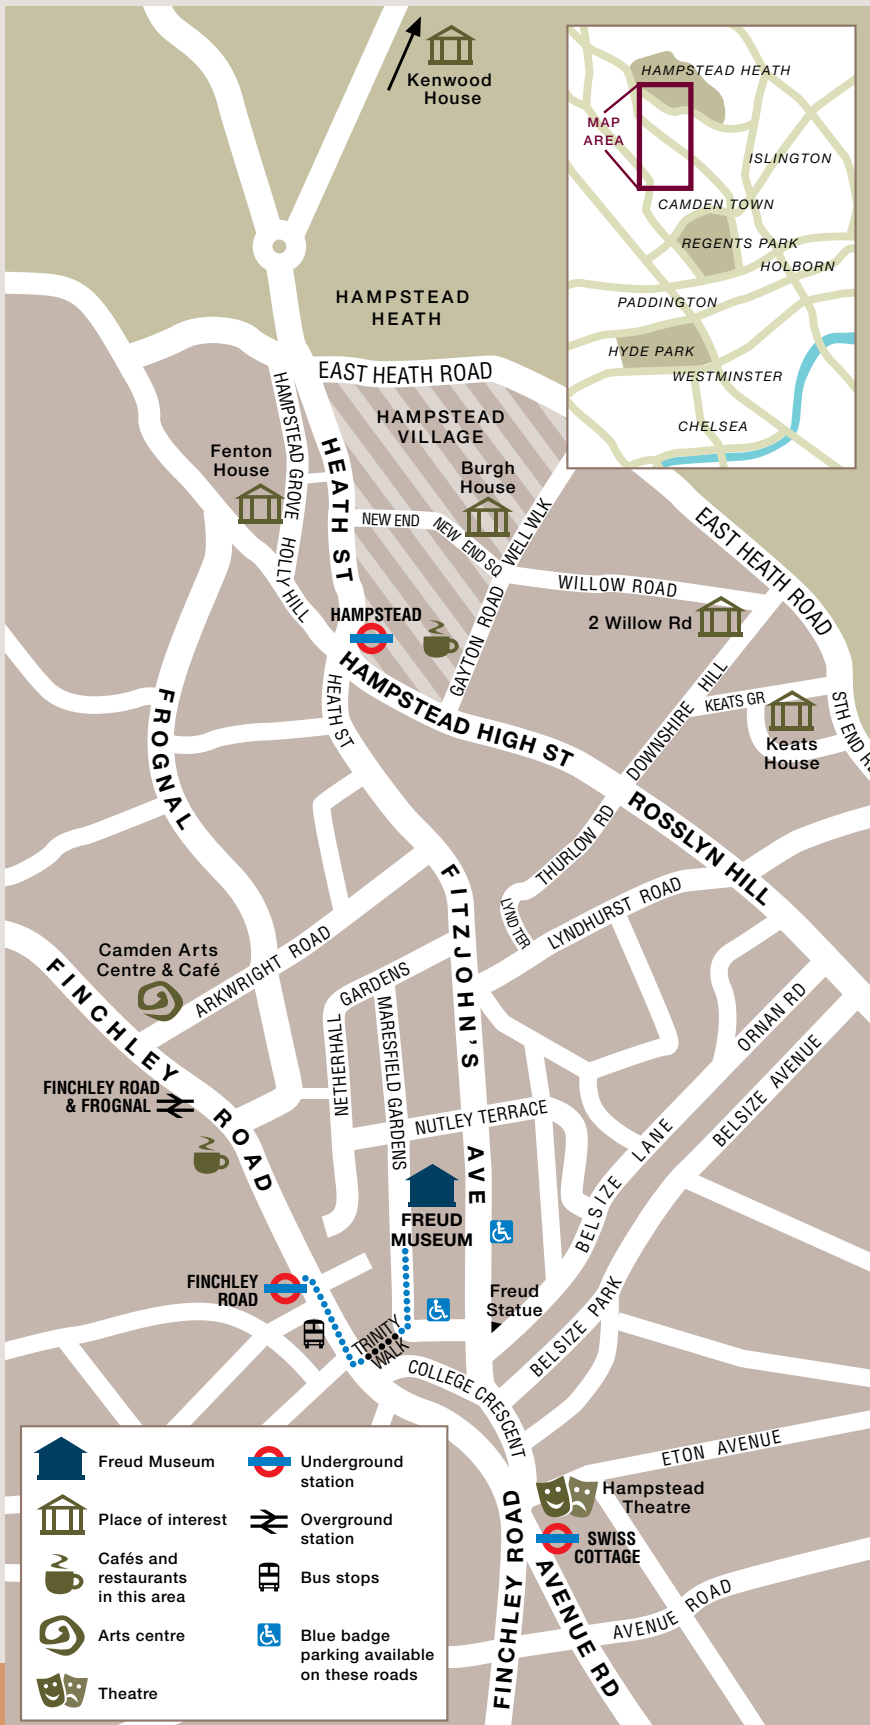 Kenwood
House
HAMPSTEAD HEATH
MAP
AREA
ISLINGTON
CAMDEN TOWN
REGENTS PARK
HOLBORN
PADDINGTON
HYDE PARK
WESTMINSTER
CHELSEA
HAMPSTEAD
HEATH
EAST HEATH ROAD
HAMPSTEAD
VILLAGE
HAMPSTEAD GROVE
HEATH ST
Fenton
House
Burgh
House
NEW END
NEW END SQ
WELL WLK
EAST HEATH ROAD
HOLLY HILL
WILLOW ROAD
2 Willow Rd
HAMPSTEAD
GAYTON ROAD
HAMPSTEAD HIGH ST
HEATH ST
FROGNAL
DOWNSHIRE HILL
KEATS GR
Keats
House
STH END R
ROSSLYN HILL
THURLOW RD
LYND TER
LYNDHURST ROAD
FITZJOHN'S AVE
Camden Arts
Centre & Café
ARKWRIGHT ROAD
FINCHLEY ROAD
NETHERHALL GARDENS
MARESFIELD GARDENS
ORNAN RD
BELSIZE AVENUE
FINCHLEY ROAD
& FROGNAL
NUTLEY TERRACE
BELSIZE LANE
FREUD
MUSEUM
FINCHLEY
ROAD
Freud
Statue
TRINITY
WALK
BELSIZE PARK
COLLEGE CRESCENT
ETON AVENUE
Hampstead
Theatre
SWISS
COTTAGE
FINCHLEY ROAD
AVENUE RD
AVENUE ROAD
Freud Museum
Place of interest
Cafés and
restaurants
in this area
Arts centre
Theatre
Underground
station
Overground
station
Bus stops
Blue badge
parking available
on these roads